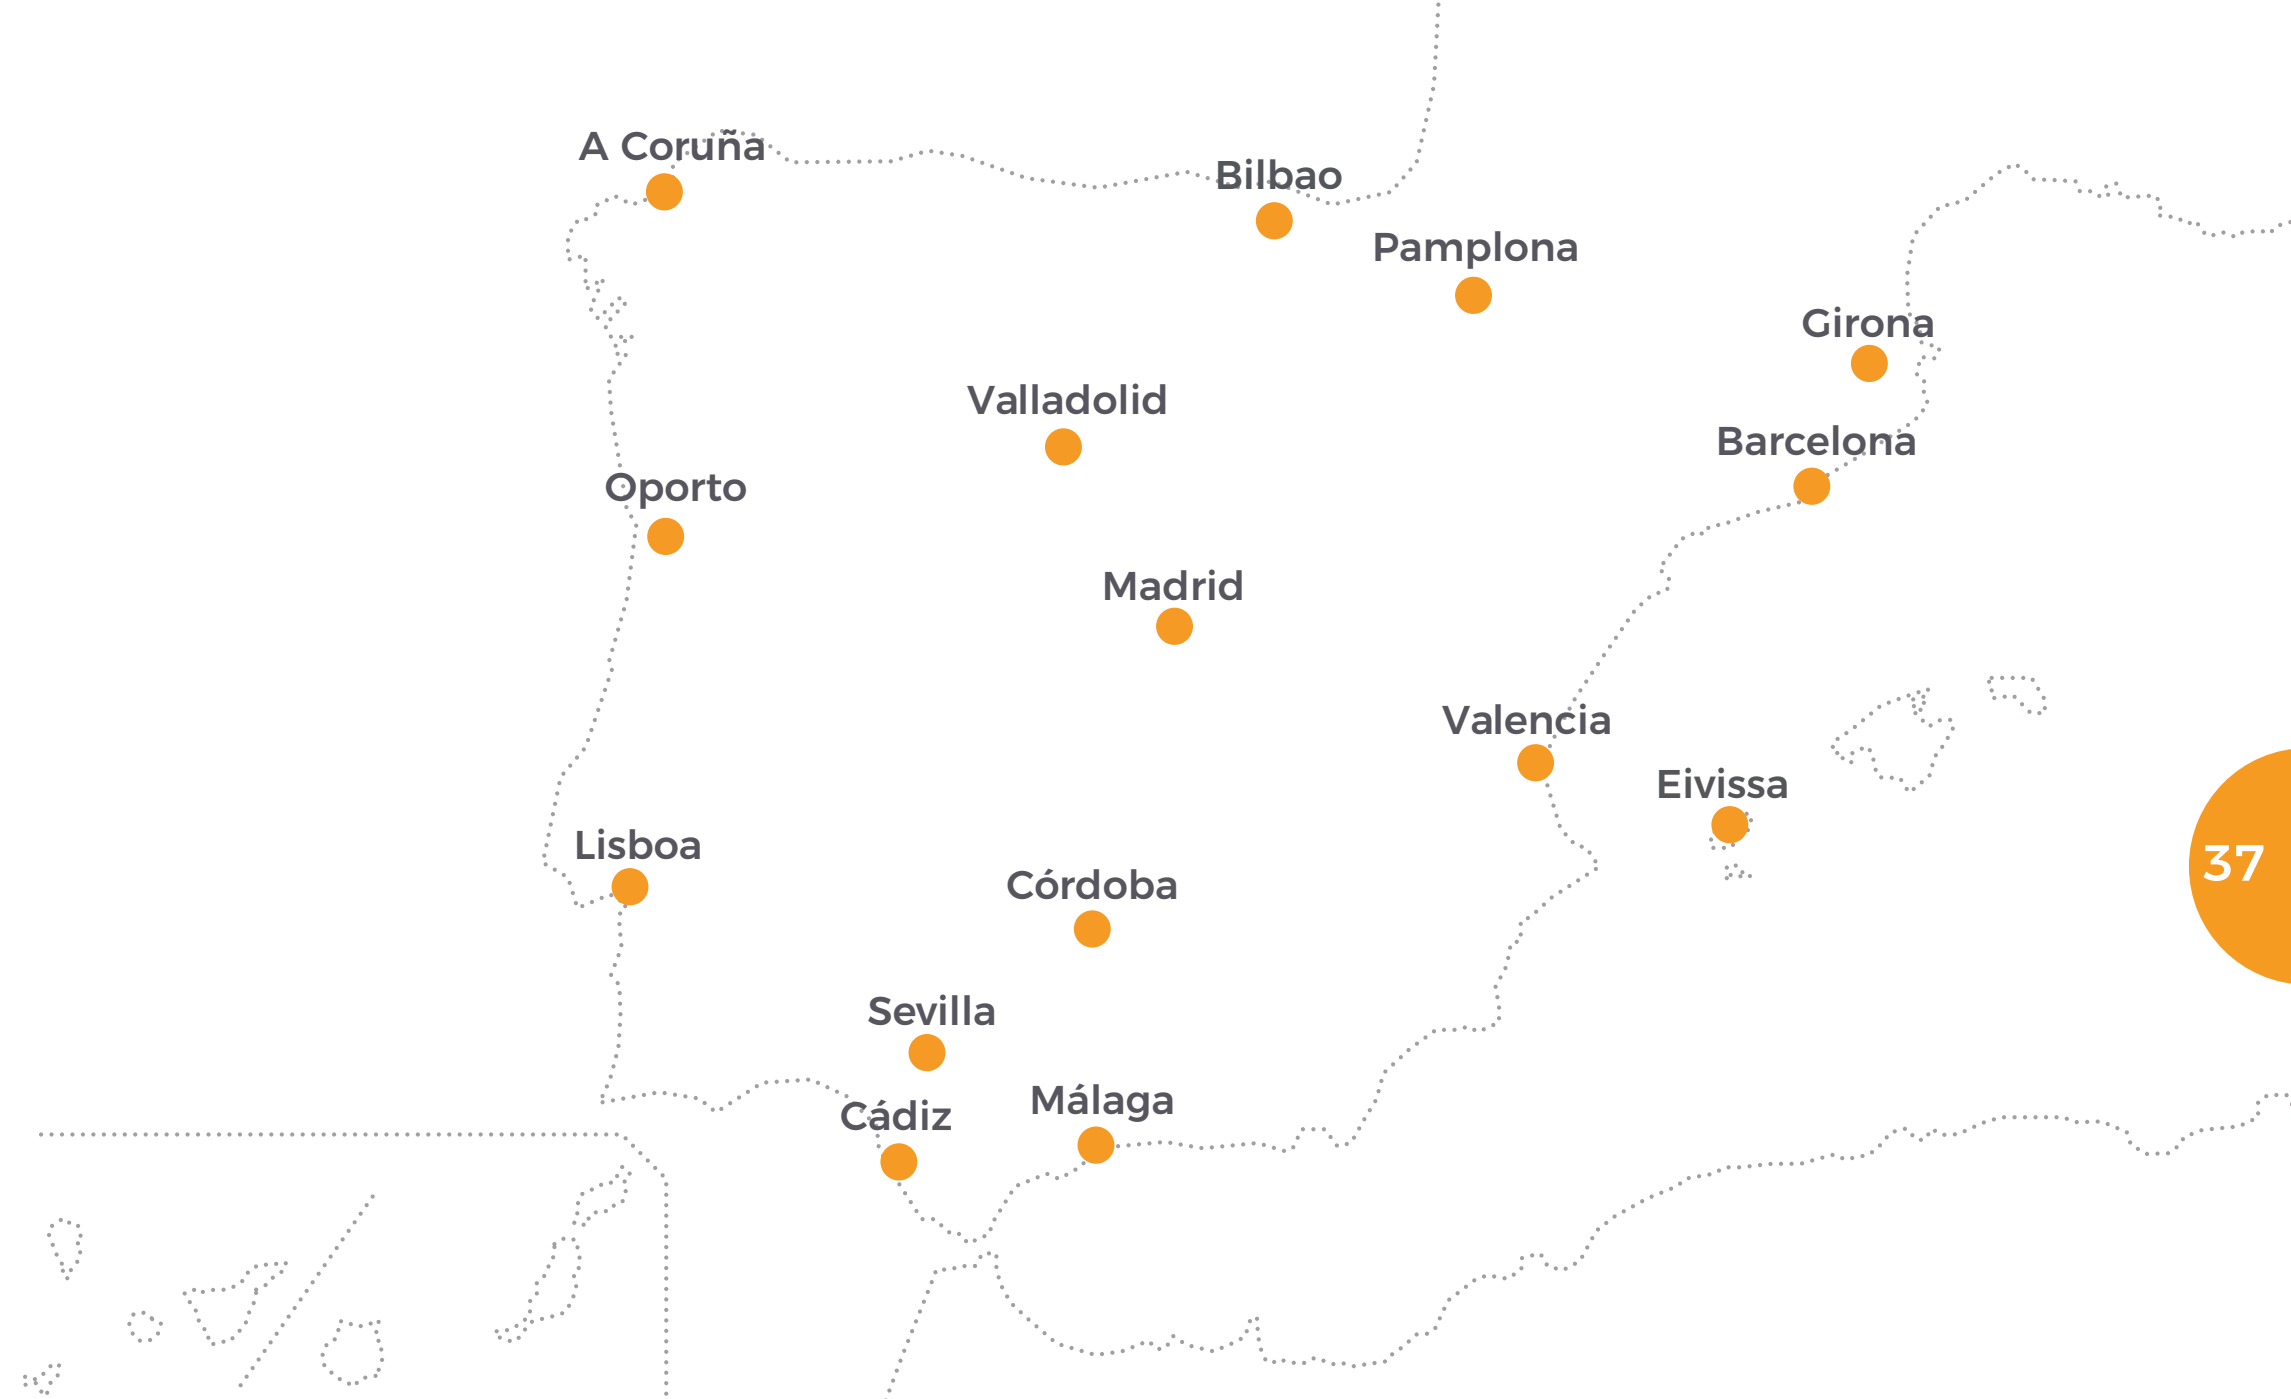 A Coruña
Bilbao
Pamplona
Girona
Valladolid
Barcelona
Oporto
Madrid
Valencia
Eivissa
Lisboa
37
Córdoba
Sevilla
Málaga
Cádiz